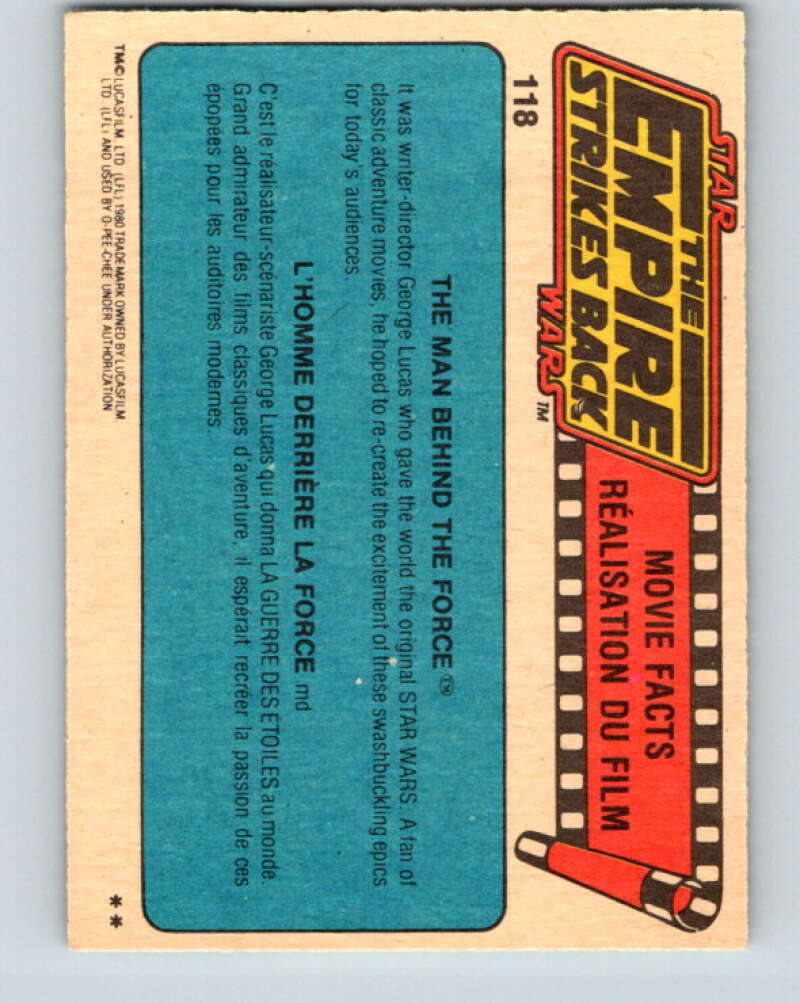 STAR
THE
EMPIRE
STRIKES BACK
WARS™
MOVIE FACTS
RÉALISATION DU FILM
118
THE MAN BEHIND THE FORCE™
It was writer-director George Lucas who gave the world the original STAR WARS. A fan of
classic adventure movies, he hoped to re-create the excitement of these swashbuckling epics
for today's audiences.
L'HOMME DERRIÈRE LA FORCE md
C'est le réalisateur-scénariste George Lucas qui donna LA GUERRE DES ÉTOILES au monde.
Grand admirateur des films classiques d'aventure, il espérait recréer la passion de ces
épopées pour les auditoires modernes.
TM© LUCASFILM LTD (LFL) 1980 TRADEMARK OWNED BY LUCASFILM
LTD (LFL) AND USED BY O-PEE-CHEE UNDER AUTHORIZATION
**